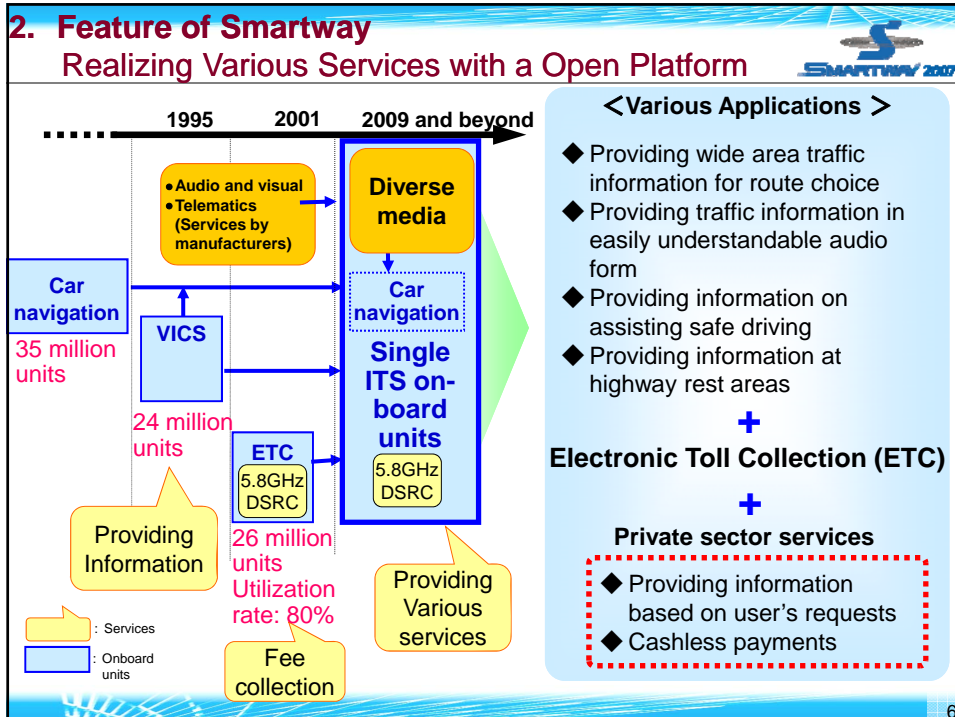 2. Feature of Smartway
Realizing Various Services with a Open Platform
SMARTWAY 2007
1995
2001
2009 and beyond
●Audio and visual
●Telematics
(Services by
manufacturers)
Diverse
media
Car
navigation
35 million
units
VICS
24 million
units
Car
navigation
Single
ITS on-
board
units
5.8GHz
DSRC
ETC
5.8GHz
DSRC
26 million
units
Utilization
rate: 80%
Providing
Information
Providing
Various
services
Fee
collection
: Services
: Onboard
units
<Various Applications >
◆ Providing wide area traffic
information for route choice
◆ Providing traffic information in
easily understandable audio
form
◆ Providing information on
assisting safe driving
◆ Providing information at
highway rest areas
+
Electronic Toll Collection (ETC)
+
Private sector services
◆ Providing information
based on user's requests
◆ Cashless payments
6